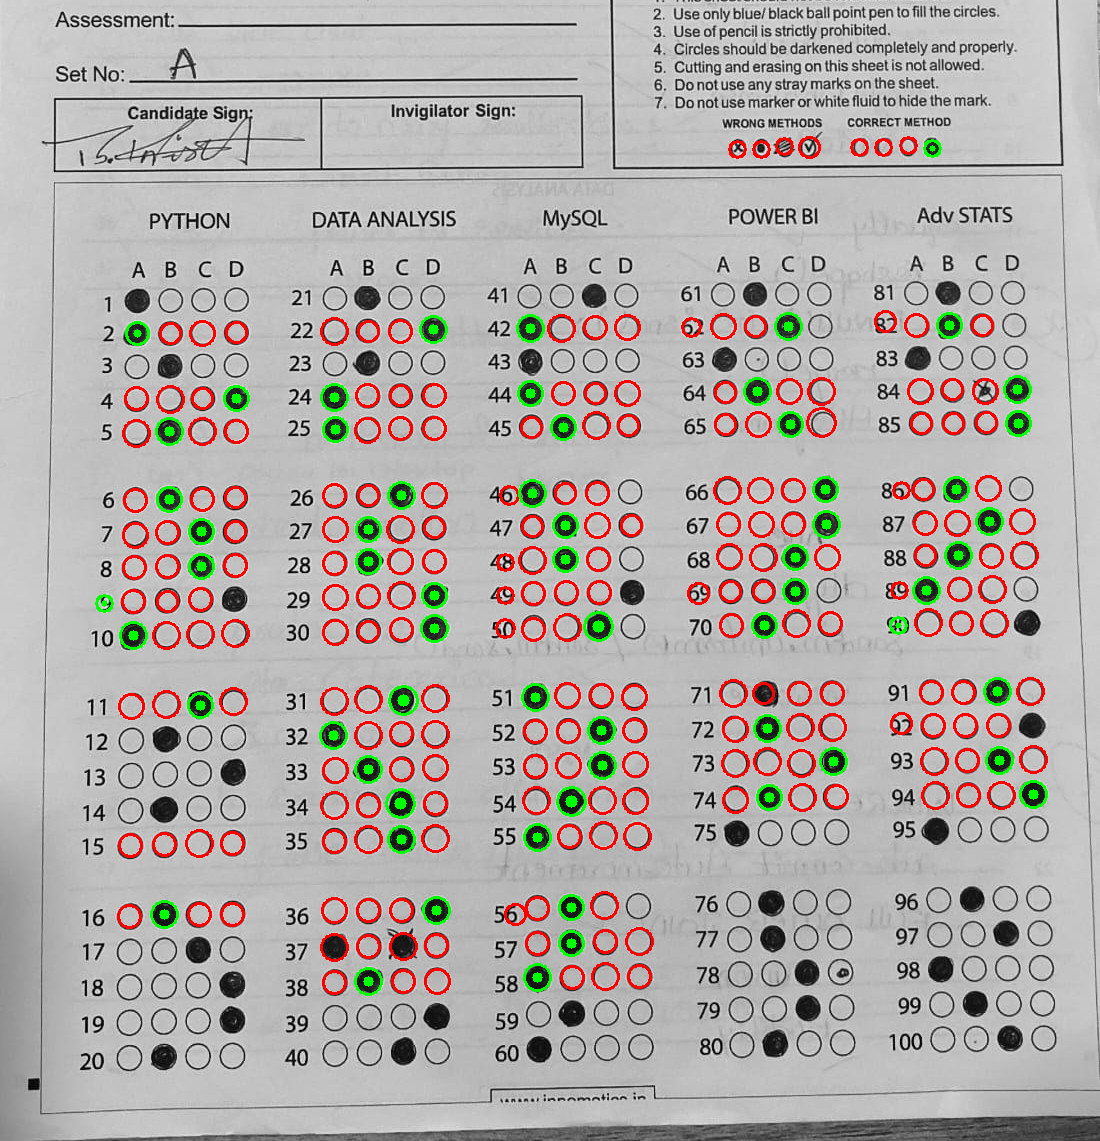 Assessment:
Set No: A
Candidate Sign:
Invigilator Sign:
2. Use only blue/ black ball point pen to fill the circles.
3. Use of pencil is strictly prohibited.
4. Circles should be darkened completely and properly.
5. Cutting and erasing on this sheet is not allowed.
6. Do not use any stray marks on the sheet.
7. Do not use marker or white fluid to hide the mark.
WRONG METHODS CORRECT METHOD
PYTHON DATA ANALYSIS MySQL POWER BI Adv STATS
A B C D A B C D A B C D A B C D A B C D
1 21 41 61 81
2 22 42 62 82
3 23 43 63 83
4 24 44 64 84
5 25 45 65 85
6 26 46 66 86
7 27 47 67 87
8 28 48 68 88
9 29 49 69 89
10 30 50 70 90
11 31 51 71 91
12 32 52 72 92
13 33 53 73 93
14 34 54 74 94
15 35 55 75 95
16 36 56 76 96
17 37 57 77 97
18 38 58 78 98
19 39 59 79 99
20 40 60 80 100